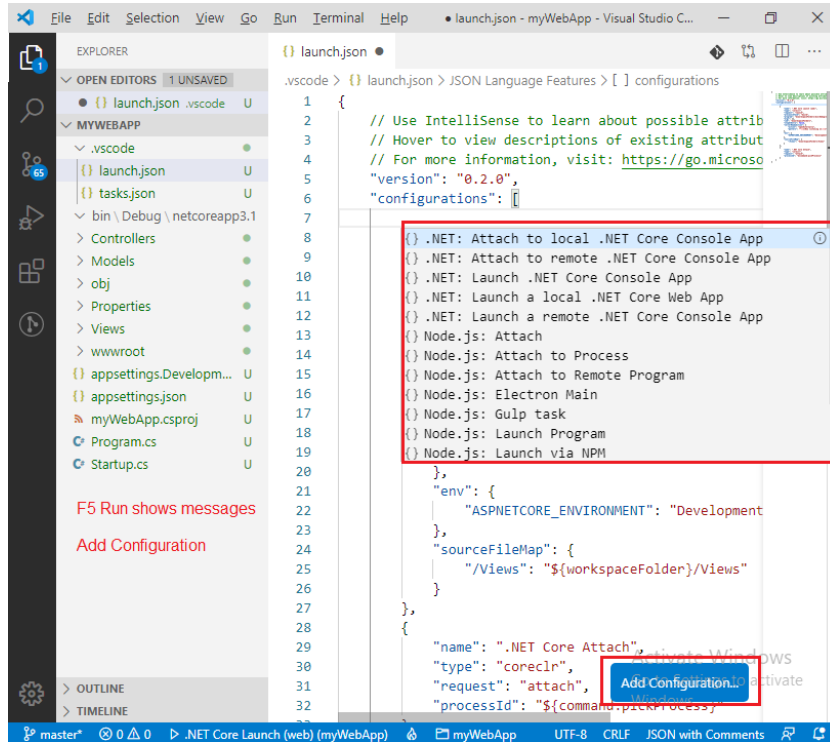 File Edit Selection View Go Run Terminal Help ● launch.json - myWebApp - Visual Studio C...
EXPLORER
{} launch.json ●
OPEN EDITORS 1 UNSAVED
● {} launch.json .vscode U
MYWEBAPP
.vscode
{} launch.json U
{} tasks.json U
bin \ Debug \ netcoreapp3.1
> Controllers
> Models
> obj
> Properties
> Views
> wwwroot
{} appsettings.Developm... U
{} appsettings.json U
myWebApp.csproj U
C# Program.cs U
C# Startup.cs U
F5 Run shows messages
Add Configuration
> OUTLINE
> TIMELINE
1
65
.vscode > {} launch.json > JSON Language Features > [ ] configurations
1 {
2 // Use IntelliSense to learn about possible attrib
3 // Hover to view descriptions of existing attribut
4 // For more information, visit: https://go.microso
5 "version": "0.2.0",
6 "configurations": [
7
8 {} .NET: Attach to local .NET Core Console App
9 {} .NET: Attach to remote .NET Core Console App
10 {} .NET: Launch .NET Core Console App
11 {} .NET: Launch a local .NET Core Web App
12 {} .NET: Launch a remote .NET Core Console App
13 {} Node.js: Attach
14 {} Node.js: Attach to Process
15 {} Node.js: Attach to Remote Program
16 {} Node.js: Electron Main
17 {} Node.js: Gulp task
18 {} Node.js: Launch Program
19 {} Node.js: Launch via NPM
20 },
21 "env": {
22 "ASPNETCORE_ENVIRONMENT": "Development
23 },
24 "sourceFileMap": {
25 "/Views": "${workspaceFolder}/Views"
26 }
27 },
28 {
29 "name": ".NET Core Attach",
30 "type": "coreclr",
31 "request": "attach",
32 "processId": "${command:pickProcess}"
Add Configuration...
Activate Windows
Go to Settings to activate
Windows.
master* 0 0 .NET Core Launch (web) (myWebApp) myWebApp UTF-8 CRLF JSON with Comments